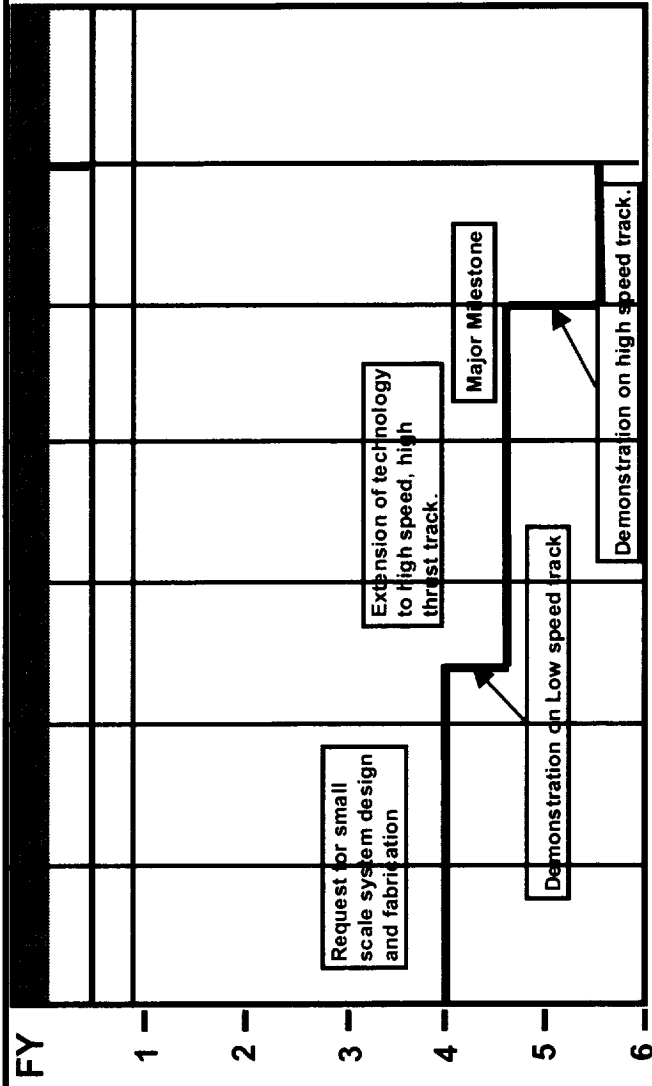 FY
1
2
3
4
5
6
Request for small
scale system design
and fabrication
Extension of technology
to high speed, high
thrust track.
Major Milestone
Demonstration on Low speed track
Demonstration on high speed track.